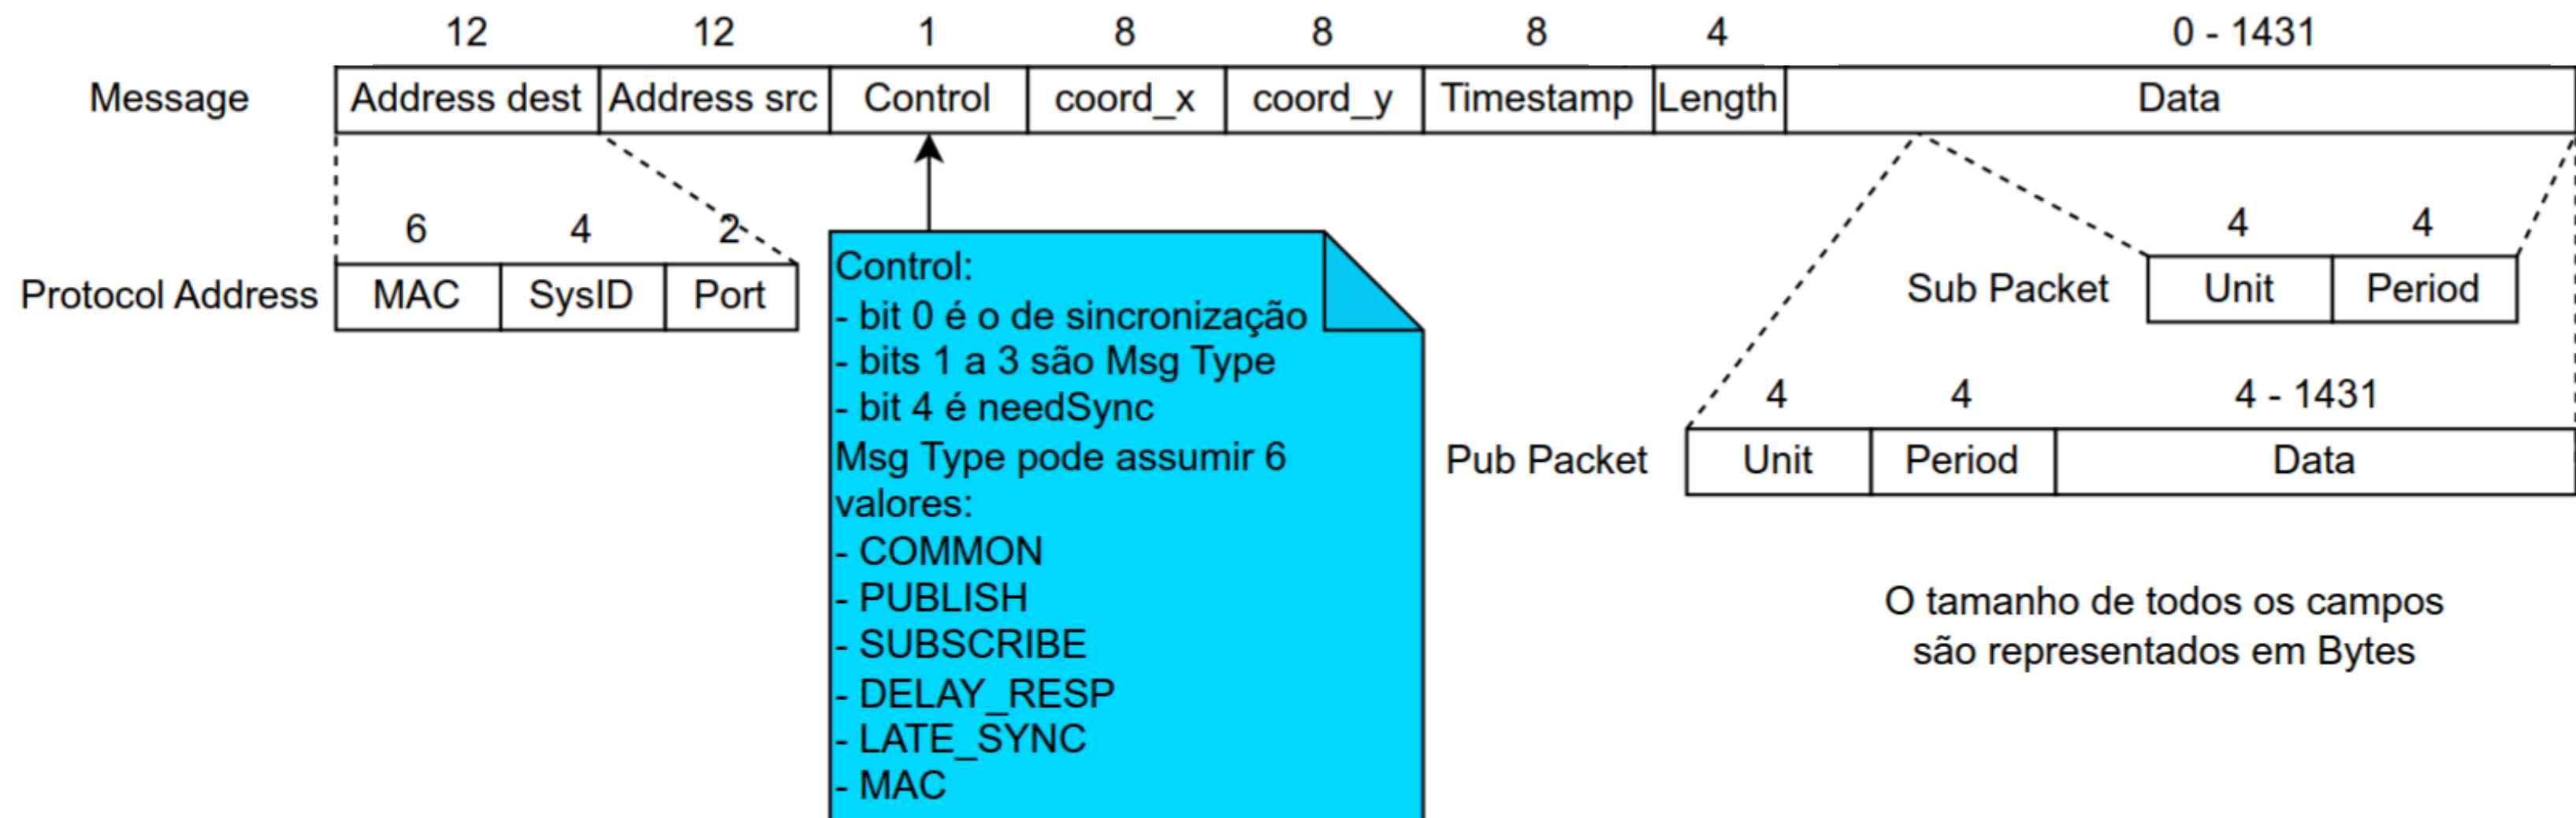 12 12 1 8 8 8 4 0 - 1431
Message Address dest Address src Control coord_x coord_y Timestamp Length Data
6 4 2
Protocol Address MAC SysID Port
Control:
- bit 0 é o de sincronização
- bits 1 a 3 são Msg Type
- bit 4 é needSync
Msg Type pode assumir 6
valores:
- COMMON
- PUBLISH
- SUBSCRIBE
- DELAY_RESP
- LATE_SYNC
- MAC
4 4
Sub Packet Unit Period
4 4 4 - 1431
Pub Packet Unit Period Data
O tamanho de todos os campos
são representados em Bytes